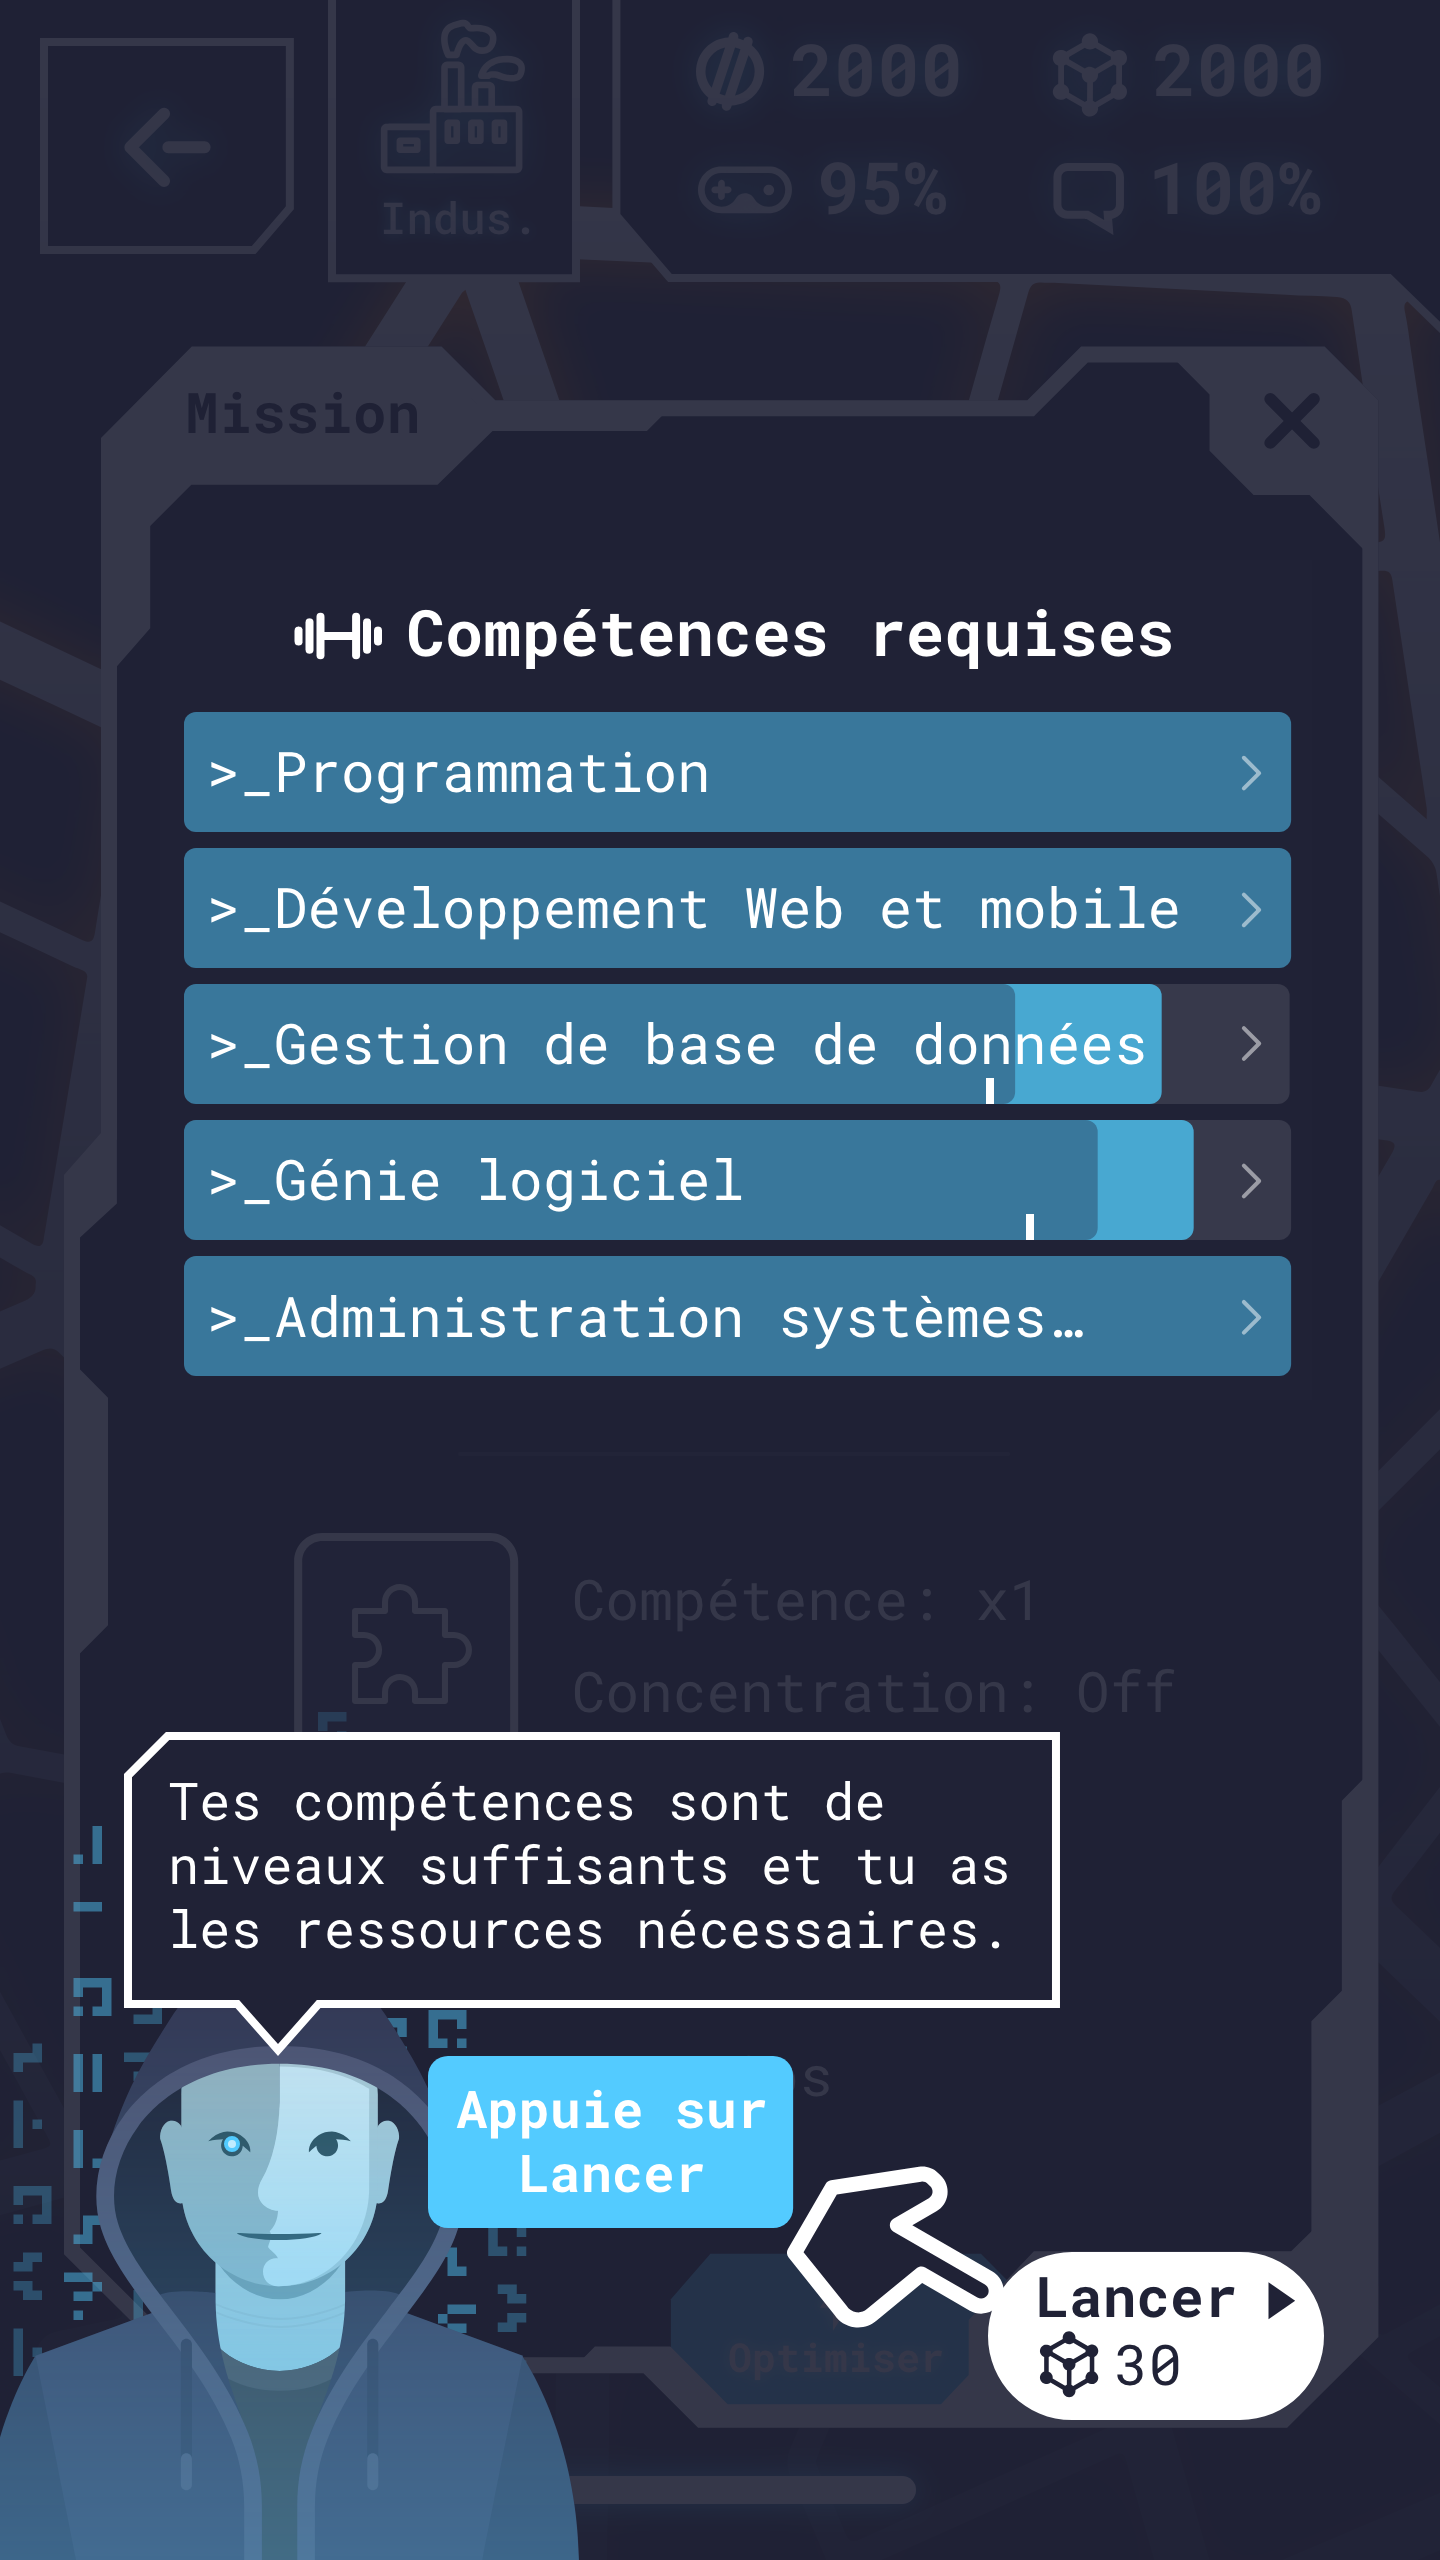 2000
2000
95%
100%
Indus.
Mission
Compétences requises
>_Programmation
>_Développement Web et mobile
>_Gestion de base de données
>_Génie logiciel
>_Administration systèmes…
Compétence: x1
Concentration: Off
Tes compétences sont de
niveaux suffisants et tu as
les ressources nécessaires.
Appuie sur
Lancer
Lancer
30
Optimiser